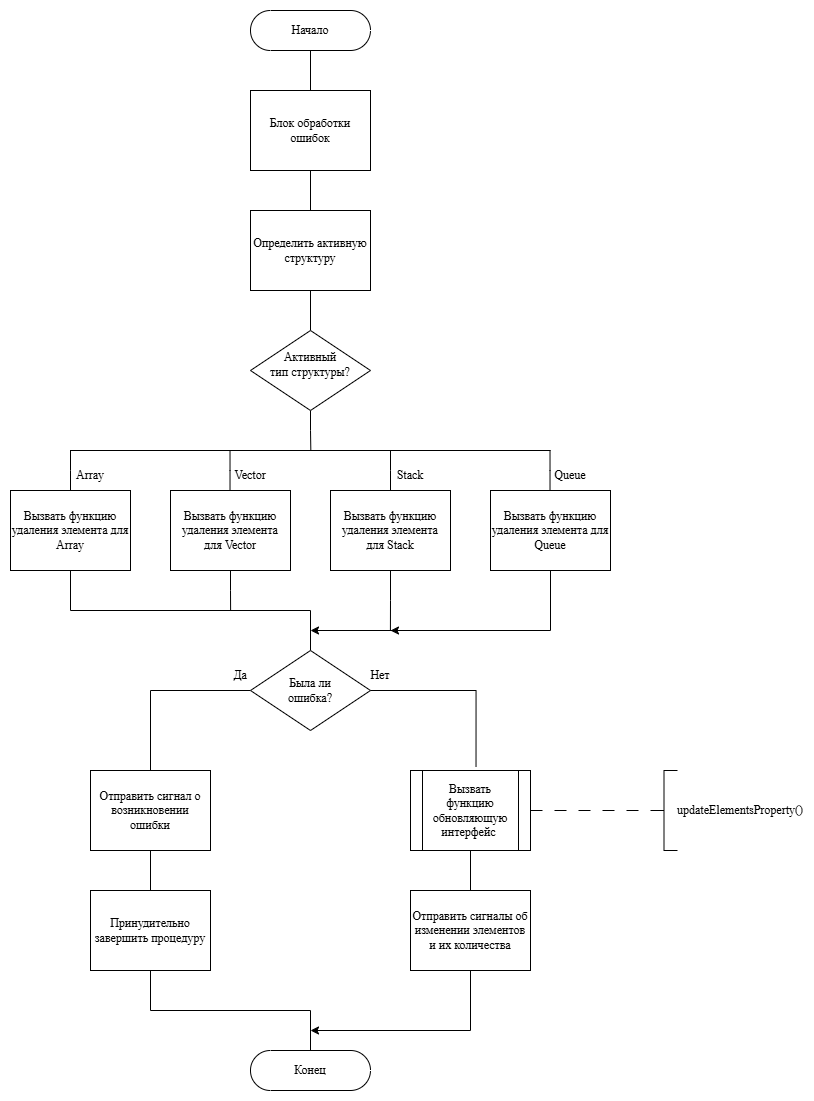 Начало
Блок обработки
ошибок
Определить активную
структуру
Активный
тип структуры?
Array
Vector
Stack
Queue
Вызвать функцию
удаления элемента для
Array
Вызвать функцию
удаления элемента
для Vector
Вызвать функцию
удаления элемента
для Stack
Вызвать функцию
удаления элемента для
Queue
Да
Была ли
ошибка?
Нет
Отправить сигнал о
возникновении
ошибки
Вызвать
функцию
обновляющую
интерфейс
updateElementsProperty()
Принудительно
завершить процедуру
Отправить сигналы об
изменении элементов
и их количества
Конец